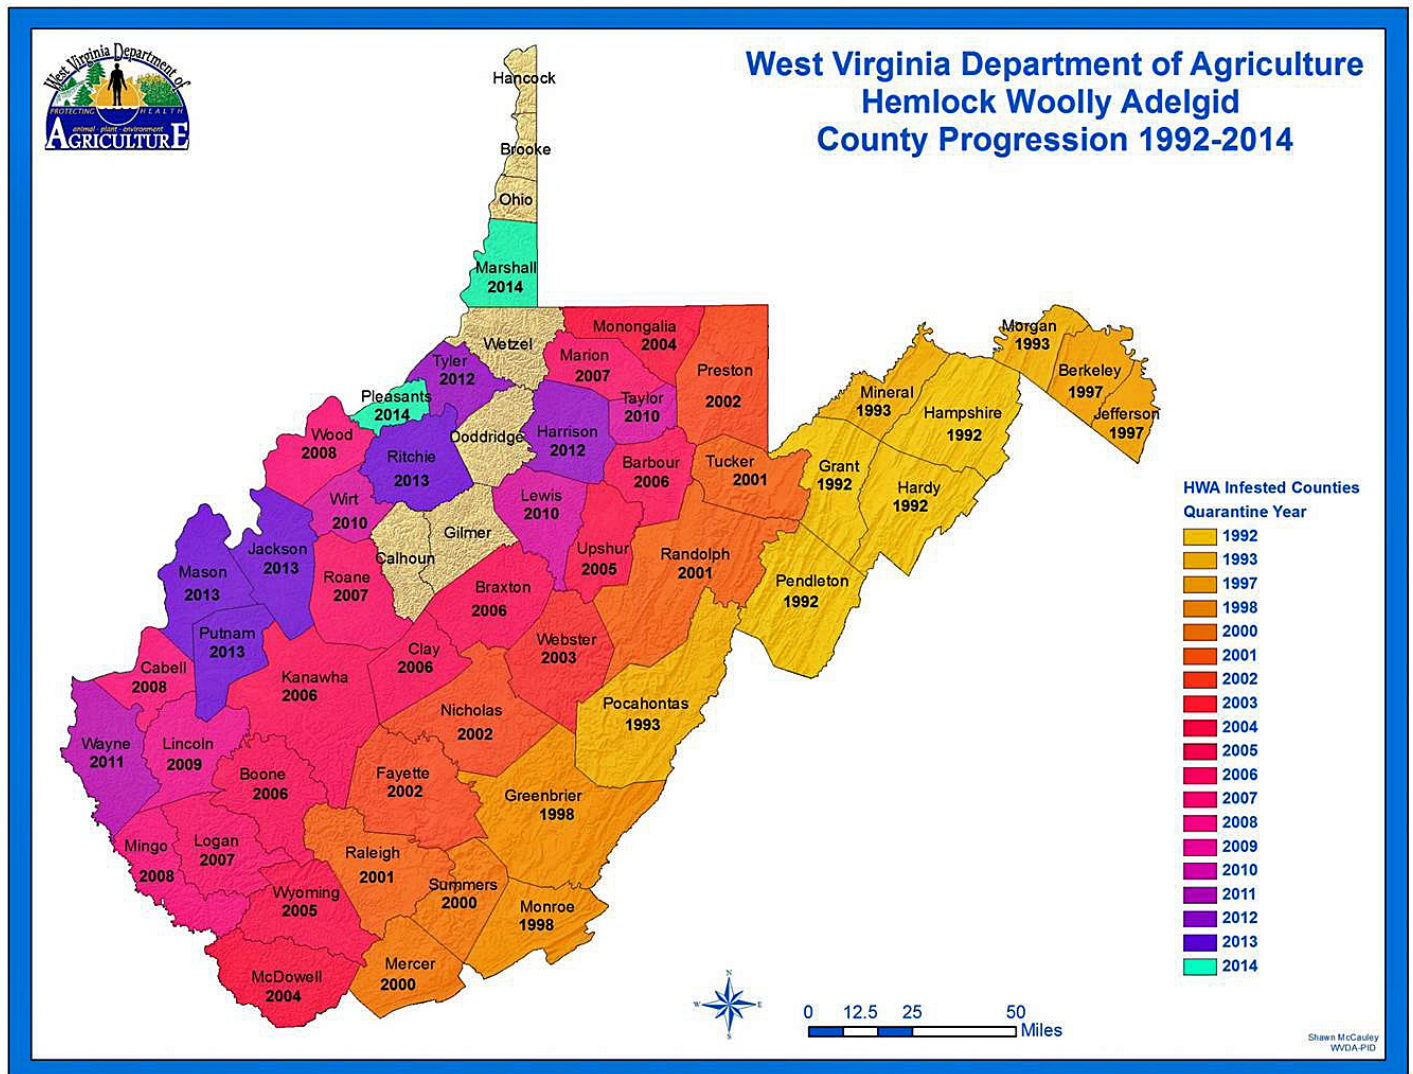 West Virginia Department of
PROTECTING HEALTH
animal - plant - environment
AGRICULTURE
West Virginia Department of Agriculture
Hemlock Woolly Adelgid
County Progression 1992-2014
Hancock
Brooke
Ohio
Marshall
2014
Wetzel
Monongalia
2004
Marion
2007
Preston
2002
Tyler
2012
Pleasants
2014
Taylor
2010
Doddridge
Harrison
2012
Wood
2008
Ritchie
2013
Barbour
2006
Tucker
2001
Morgan
1993
Berkeley
1997
Jefferson
1997
Mineral
1993
Hampshire
1992
Grant
1992
Hardy
1992
Wirt
2010
Lewis
2010
Gilmer
Calhoun
Upshur
2005
Randolph
2001
Pendleton
1992
Jackson
2013
Mason
2013
Roane
2007
Braxton
2006
Putnam
2013
Clay
2006
Webster
2003
Cabell
2008
Kanawha
2006
Nicholas
2002
Pocahontas
1993
Wayne
2011
Lincoln
2009
Boone
2006
Fayette
2002
Greenbrier
1998
Mingo
2008
Logan
2007
Raleigh
2001
Wyoming
2005
Summers
2000
Monroe
1998
McDowell
2004
Mercer
2000
HWA Infested Counties
Quarantine Year
1992
1993
1997
1998
2000
2001
2002
2003
2004
2005
2006
2007
2008
2009
2010
2011
2012
2013
2014
N
W E
S
0 12.5 25 50
Miles
Shawn McCauley
WVDA-PID